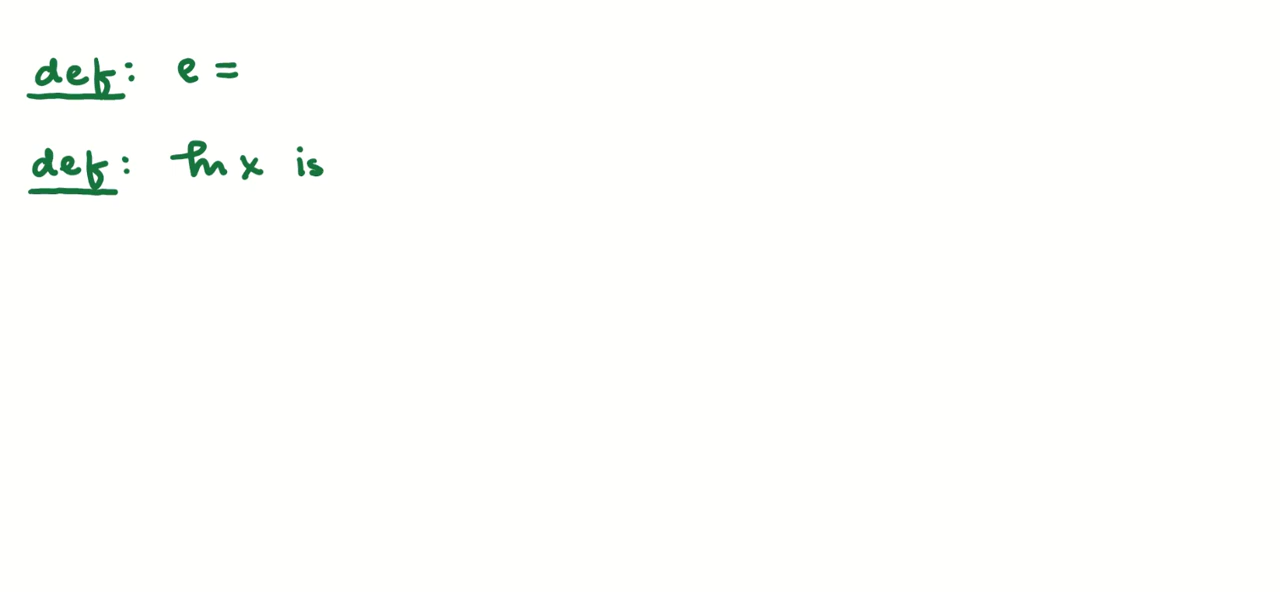 def: e =
def: ln x is